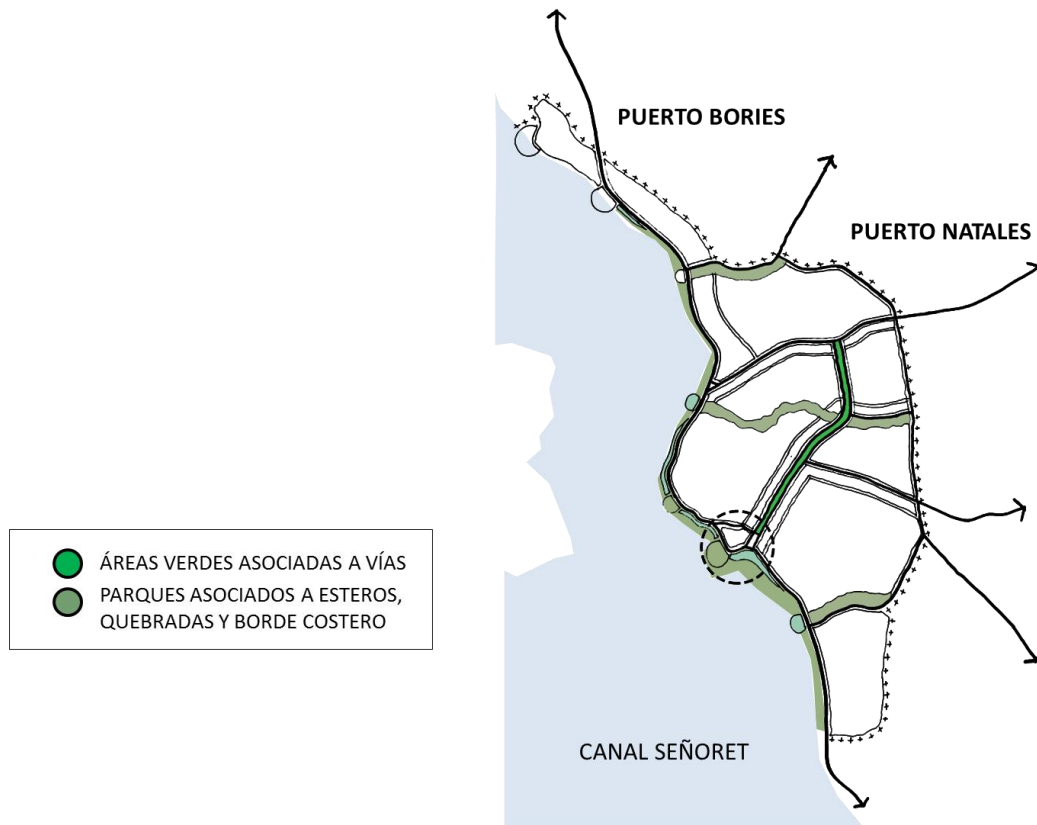 PUERTO BORIES
PUERTO NATALES
ÁREAS VERDES ASOCIADAS A VÍAS
PARQUES ASOCIADOS A ESTEROS,
QUEBRADAS Y BORDE COSTERO
CANAL SEÑORET